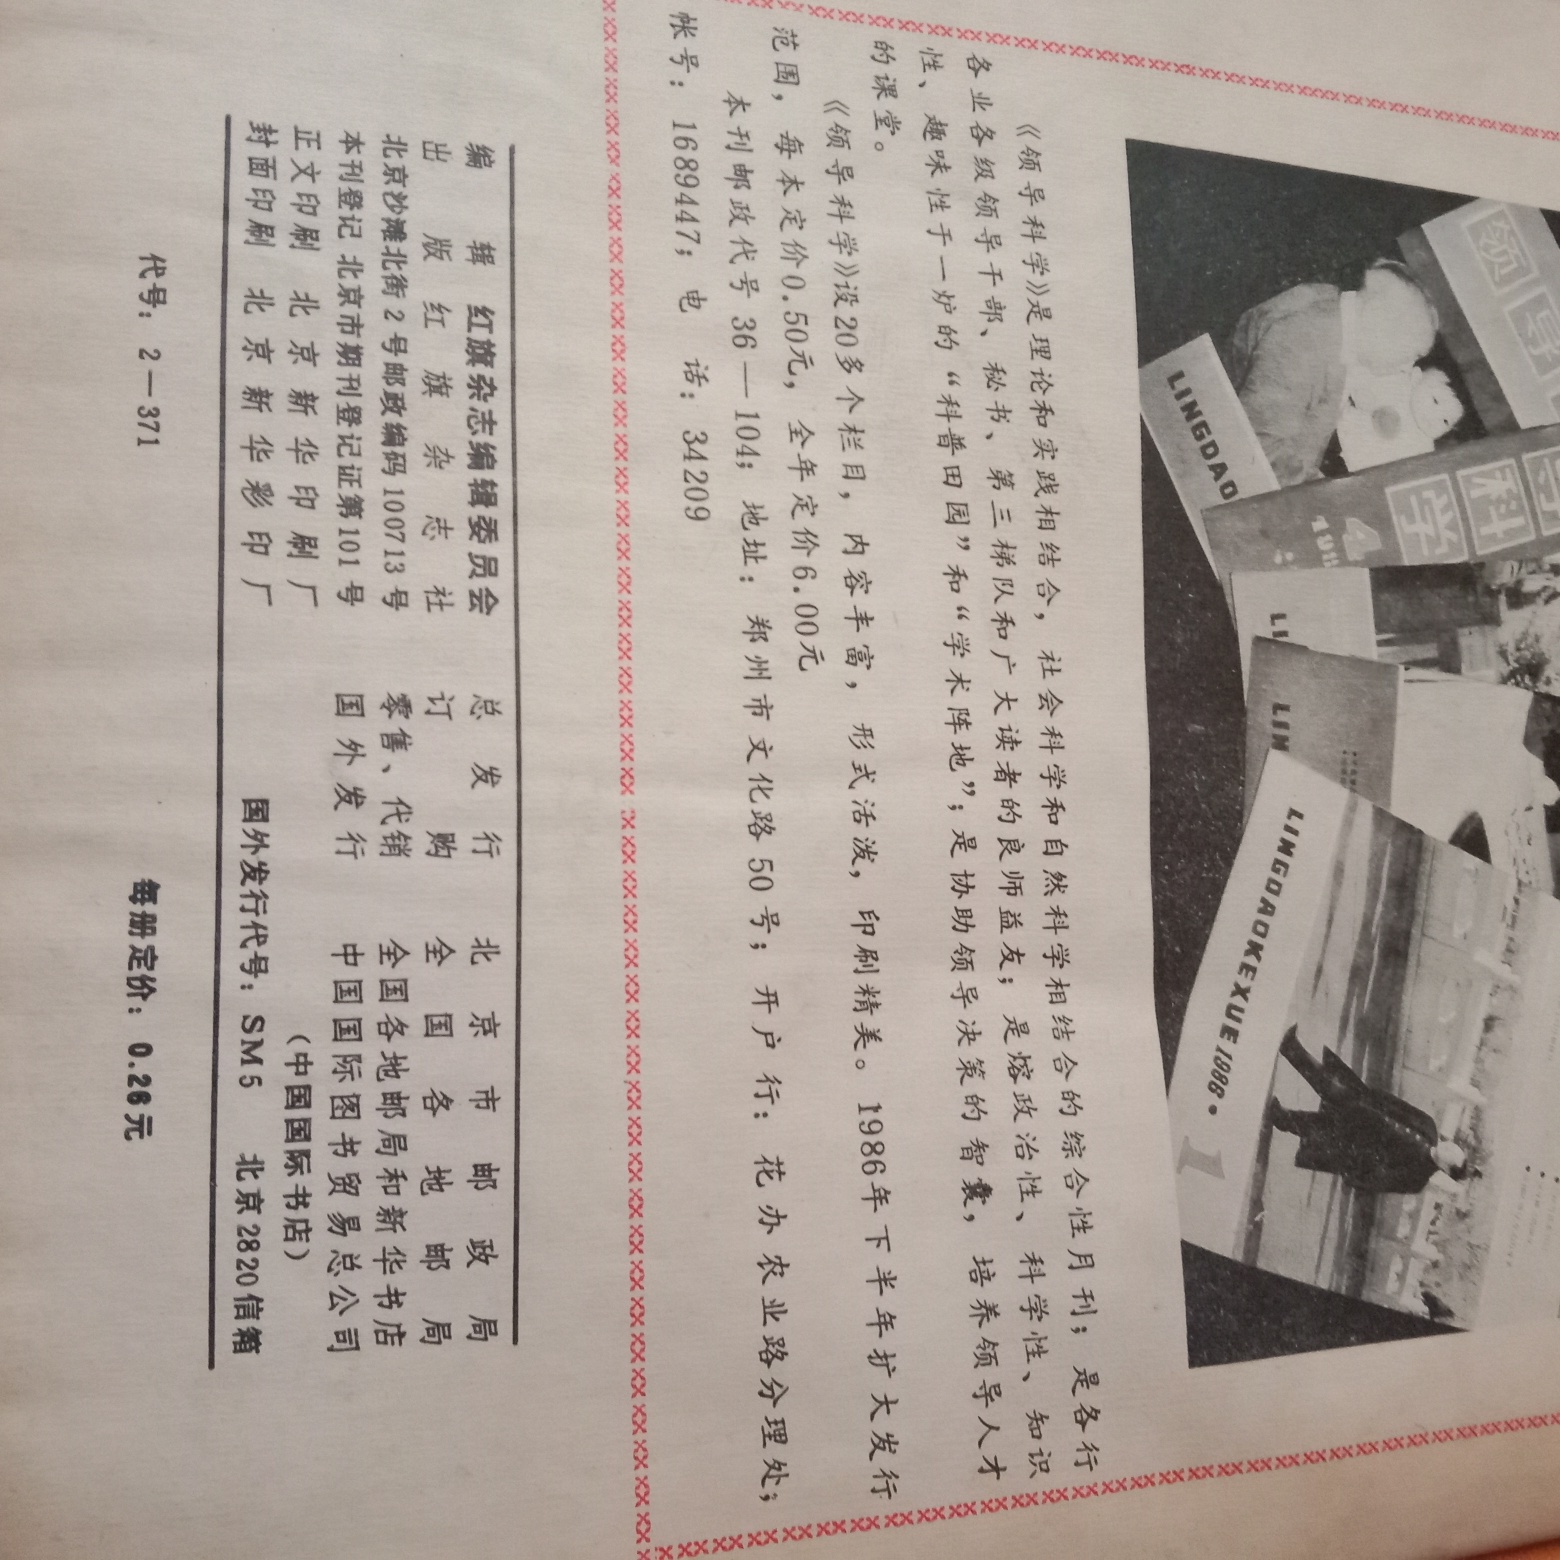 领导
学科导
4
198
LINGDAO
LI
LIN
LINGDAOKEXUE1986·
1
《领导科学》是理论和实践相结合，社会科学和自然科学相结合的综合性月刊；是各行
各业各级领导干部、秘书、第三梯队和广大读者的良师益友；是熔政治性、科学性、知识
性、趣味性于一炉的“科普田园”和“学术阵地”；是协助领导决策的智囊，培养领导人才
的课堂。
《领导科学》设20多个栏目，内容丰富，形式活泼，印刷精美。1986年下半年扩大发行
范围，每本定价0.50元，全年定价6.00元
本刊邮政代号36—104；地址：郑州市文化路50号；开户行：花办农业路分理处；
帐号：1689447；电 话：34209
编 辑 红旗杂志编辑委员会 总 发 行 北京市邮政局
出 版 红旗杂志社 订 购 全国各地邮局
北京沙滩北街2号邮政编码100713号 零售、代销 全国各地邮局和新华书店
本刊登记 北京市期刊登记证第101号 国外发行 中国国际图书贸易总公司
正文印刷 北京新华印刷厂 （中国国际书店）
封面印刷 北京新华彩印厂 国外发行代号：SM5 北京2820信箱
代号：2—371 每册定价：0.26元